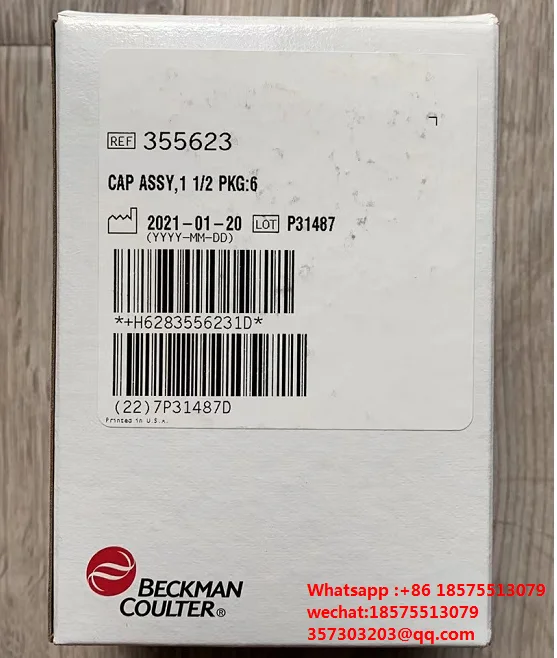 REF 355623
CAP ASSY,1 1/2 PKG:6
2021-01-20 LOT P31487
(YYYY-MM-DD)
*+H6283556231D*
(22)7P31487D
Printed in U.S.A.
BECKMAN
COULTER®
Whatsapp :+86 18575513079
wechat:18575513079
357303203@qq.com